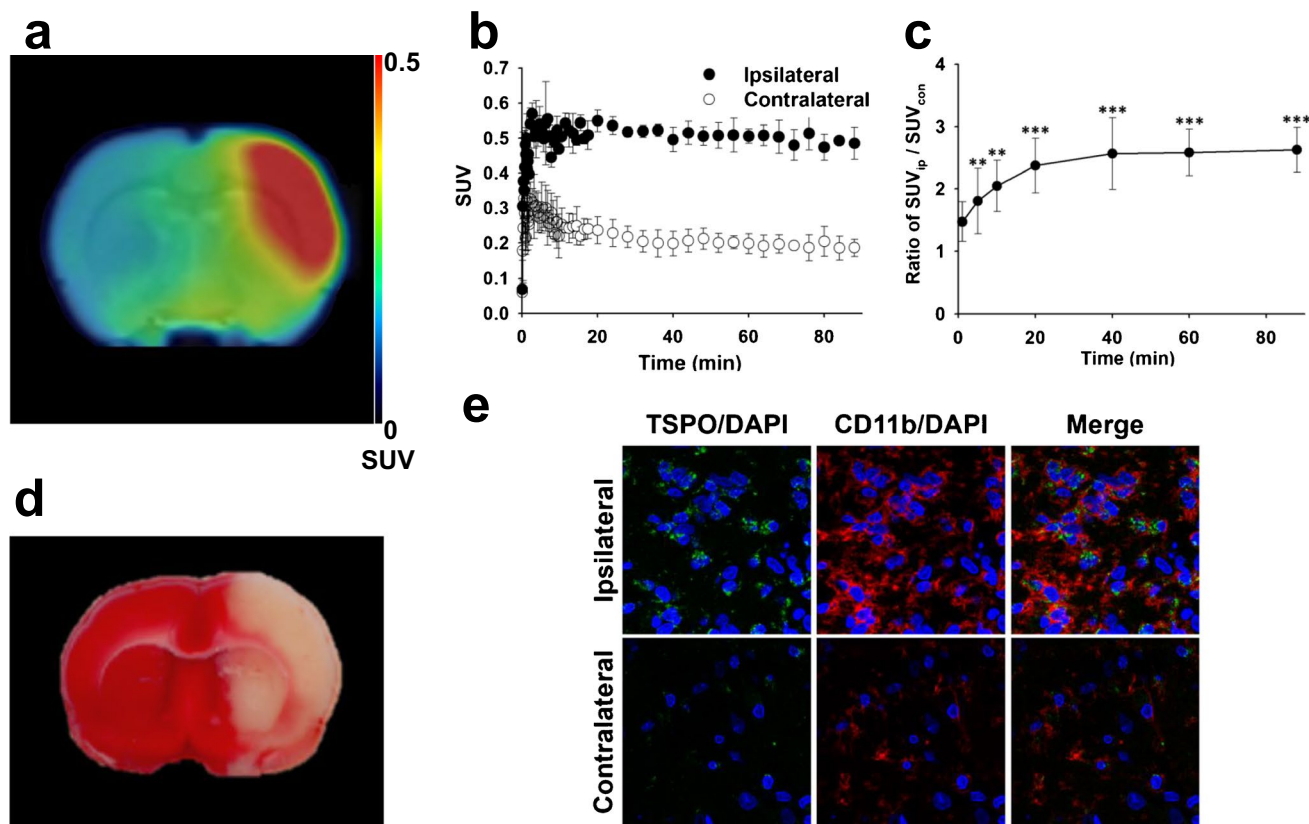 a
0.5
0
SUV
b
0.7
0.6
0.5
0.4
0.3
0.2
0.1
0.0
SUV
Ipsilateral
Contralateral
0 20 40 60 80
Time (min)
c
4
3
2
1
0
Ratio of SUVip / SUVcon
** ** *** *** *** ***
0 20 40 60 80
Time (min)
d
e
TSPO/DAPI CD11b/DAPI Merge
Ipsilateral
Contralateral